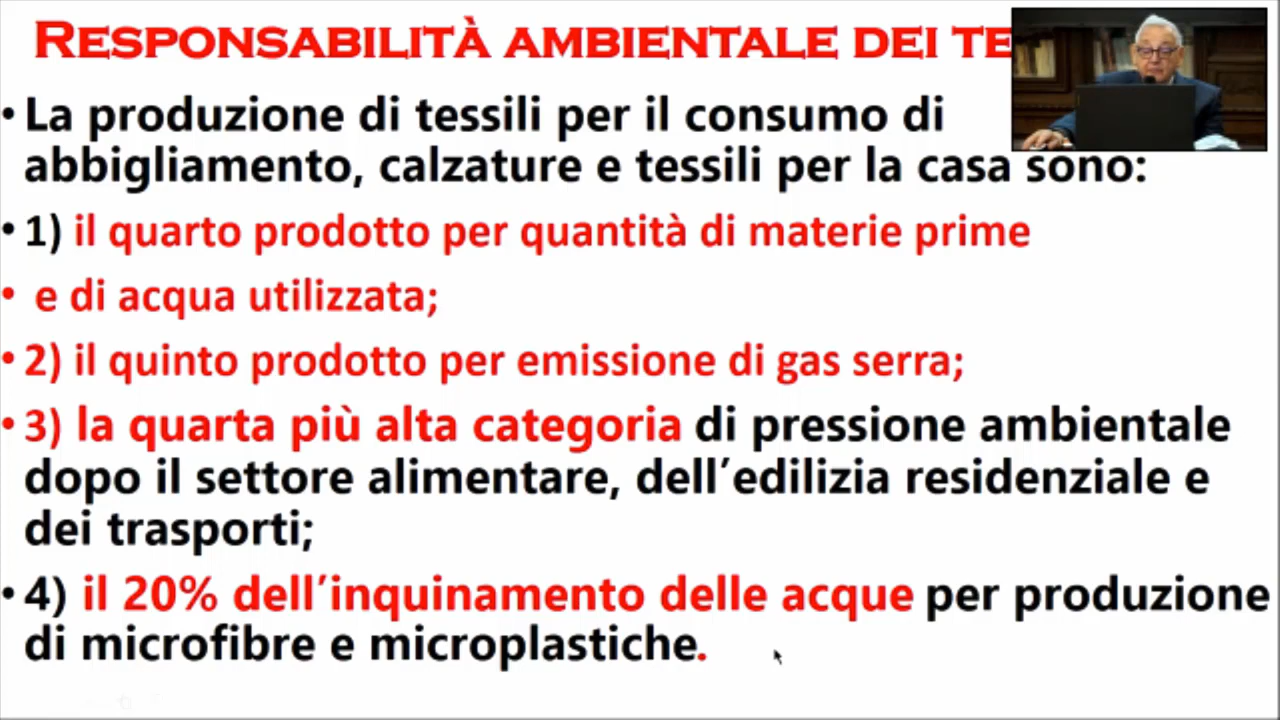 RESPONSABILITÀ AMBIENTALE DEI
• La produzione di tessili per il consumo di
abbigliamento, calzature e tessili per la casa sono:
• 1) il quarto prodotto per quantità di materie prime
• e di acqua utilizzata;
• 2) il quinto prodotto per emissione di gas serra;
• 3) la quarta più alta categoria di pressione ambientale
dopo il settore alimentare, dell’edilizia residenziale e
dei trasporti;
• 4) il 20% dell’inquinamento delle acque per produzione
di microfibre e microplastiche.